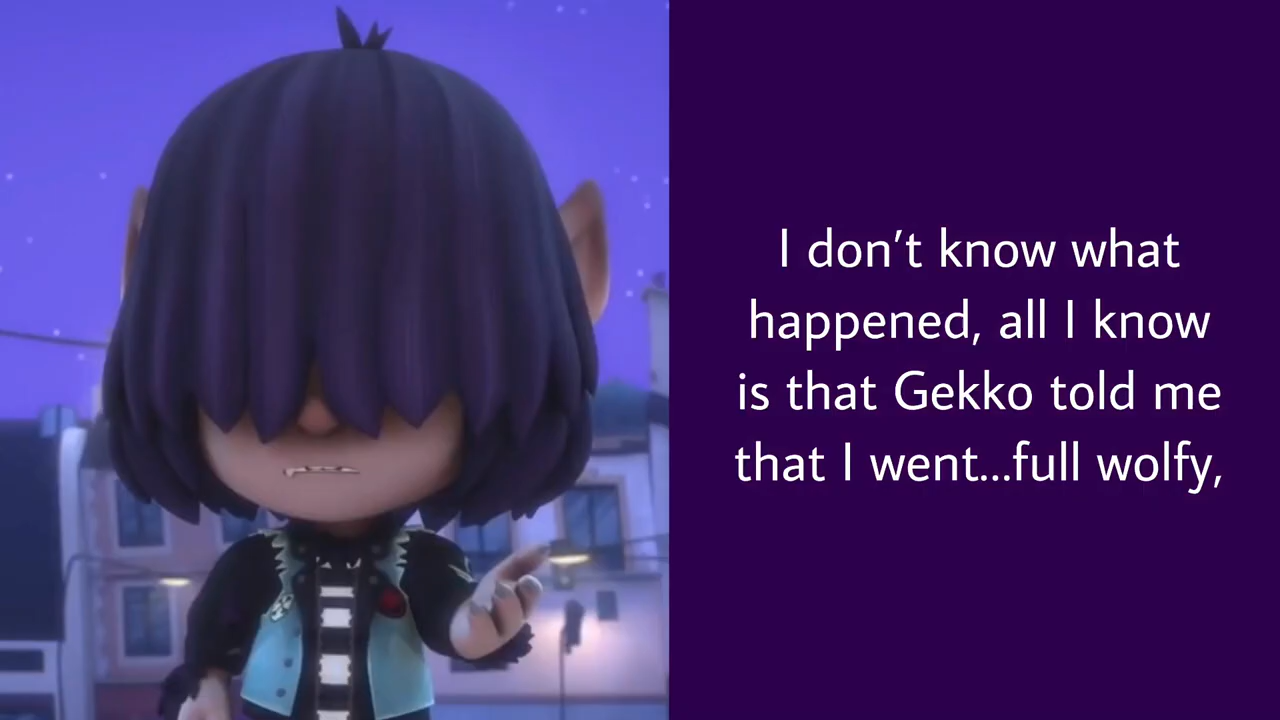 I don’t know what
happened, all I know
is that Gekko told me
that I went...full wolfy,